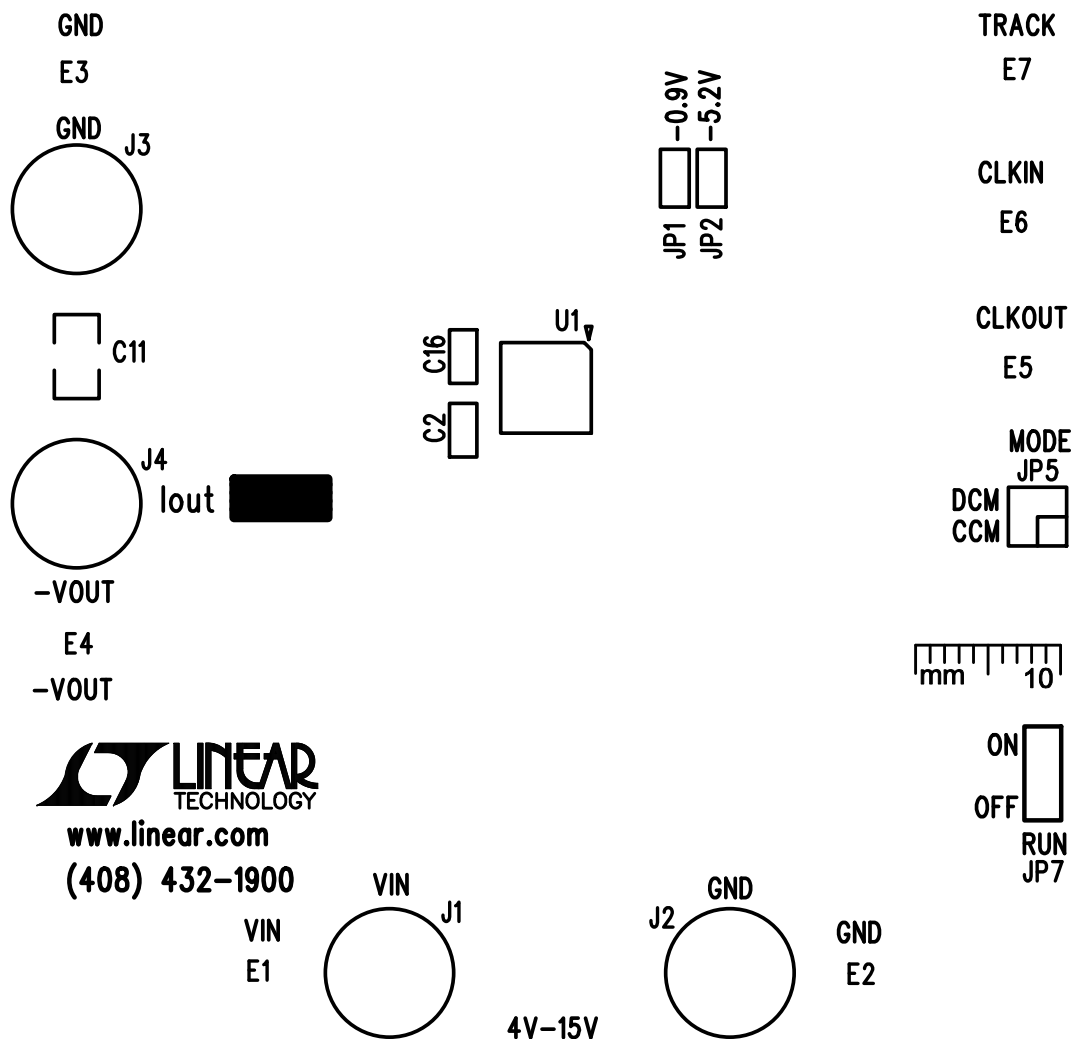 GND
E3
GND
J3
-0.9V
-5.2V
JP1
JP2
TRACK
E7
CLKIN
E6
CLKOUT
E5
C11
C16
C2
U1
J4
Iout
-VOUT
E4
-VOUT
MODE
JP5
DCM
CCM
mm 10
ON
OFF
RUN
JP7
LINEAR
TECHNOLOGY
www.linear.com
(408) 432-1900
VIN
E1
VIN
J1
J2
GND
GND
E2
4V-15V